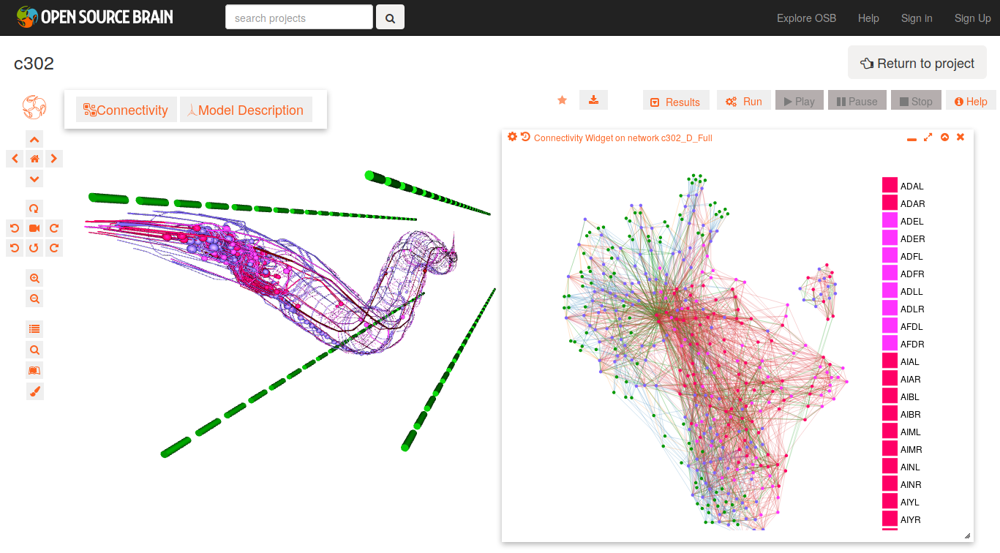 OPEN SOURCE BRAIN search projects Explore OSB Help Sign in Sign Up
c302 Return to project
Connectivity Model Description Results Run Play Pause Stop Help
Connectivity Widget on network c302_D_Full
ADAL
ADAR
ADEL
ADER
ADFL
ADFR
ADLL
ADLR
AFDL
AFDR
AIAL
AIAR
AIBL
AIBR
AIML
AIMR
AINL
AINR
AIYL
AIYR